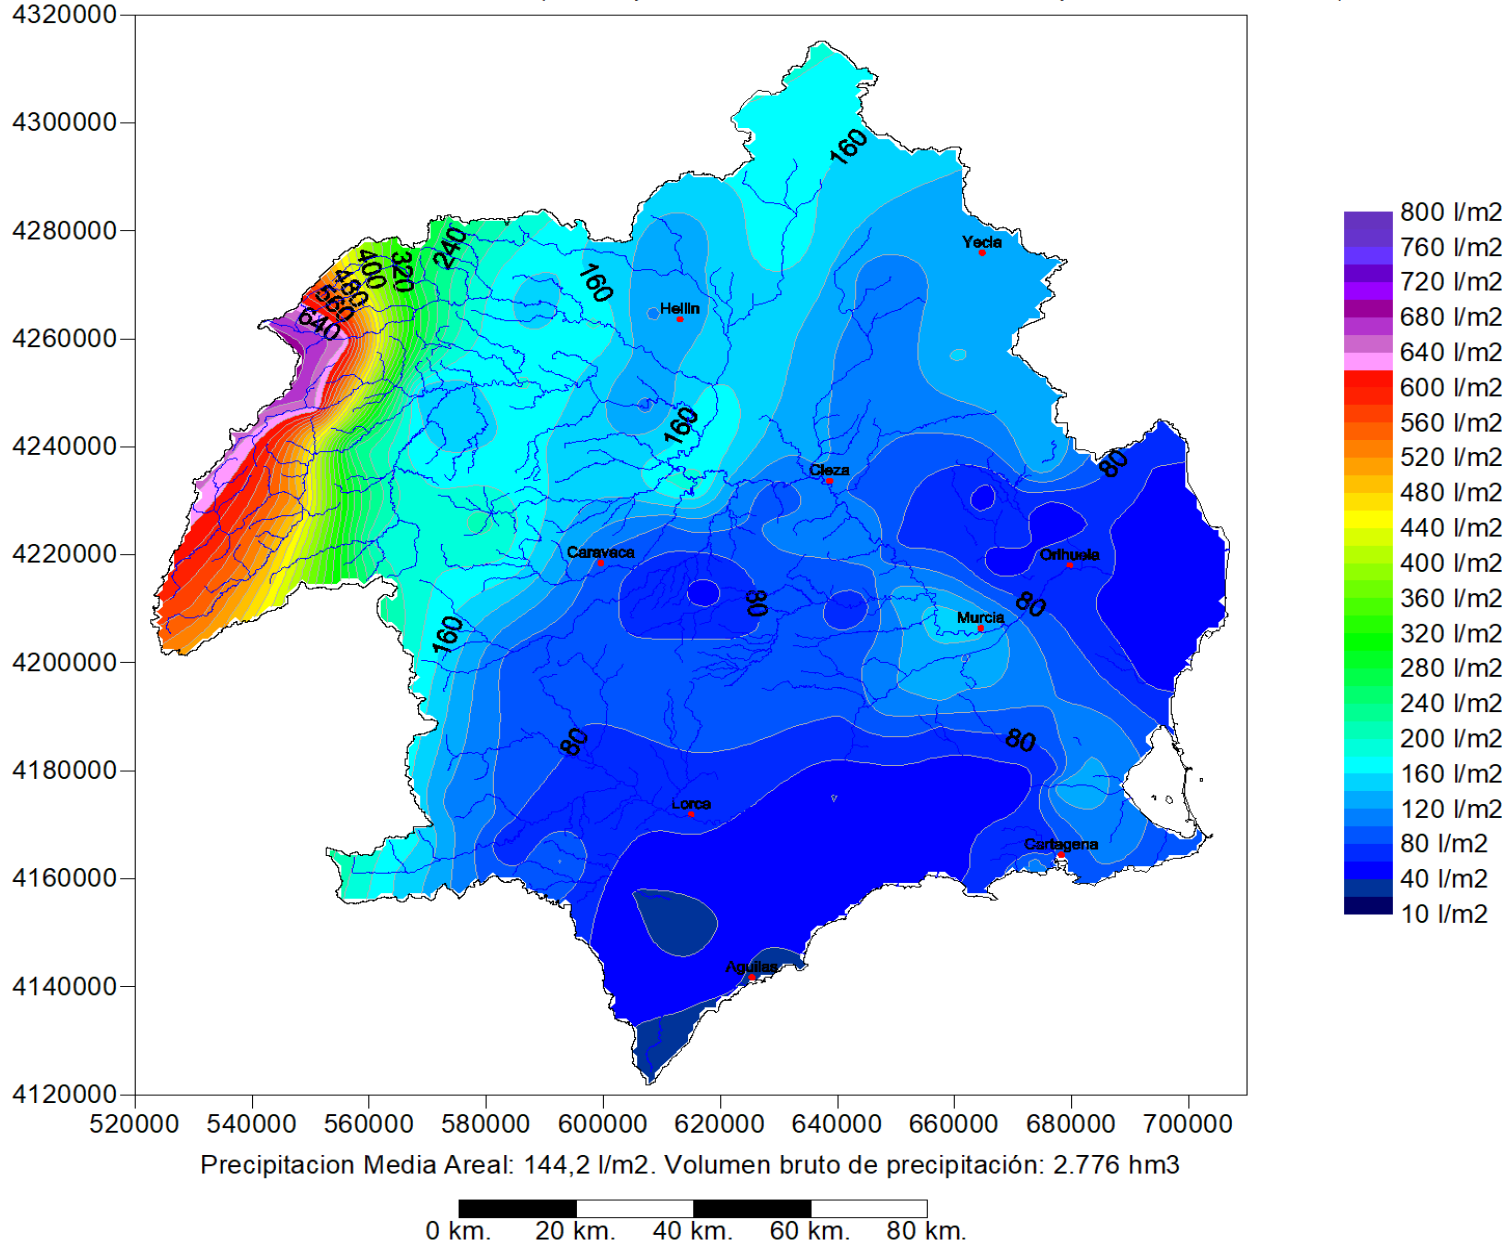 4320000
4300000
4280000
4260000
4240000
4220000
4200000
4180000
4160000
4140000
4120000
520000 540000 560000 580000 600000 620000 640000 660000 680000 700000
160
240
320
400
480
560
640
160
160
160
80
80
80
80
80
Yecla
Hellin
Cieza
Caravaca
Orihuela
Murcia
Lorca
Cartagena
Aguilas
800 l/m2
760 l/m2
720 l/m2
680 l/m2
640 l/m2
600 l/m2
560 l/m2
520 l/m2
480 l/m2
440 l/m2
400 l/m2
360 l/m2
320 l/m2
280 l/m2
240 l/m2
200 l/m2
160 l/m2
120 l/m2
80 l/m2
40 l/m2
10 l/m2
Precipitacion Media Areal: 144,2 l/m2. Volumen bruto de precipitación: 2.776 hm3
0 km. 20 km. 40 km. 60 km. 80 km.